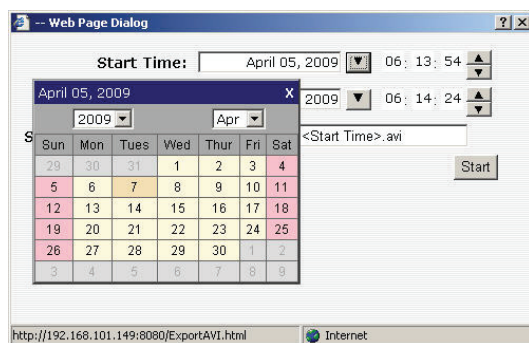 -- Web Page Dialog
Start Time: April 05, 2009 06: 13: 54
April 05, 2009 X
2009 06: 14: 24
2009 Apr
S <Start Time>.avi
Sun Mon Tues Wed Thur Fri Sat
29 30 31 1 2 3 4
Start
5 6 7 8 9 10 11
12 13 14 15 16 17 18
19 20 21 22 23 24 25
26 27 28 29 30 1 2
3 4 5 6 7 8 9
http://192.168.101.149:8080/ExportAVI.html Internet